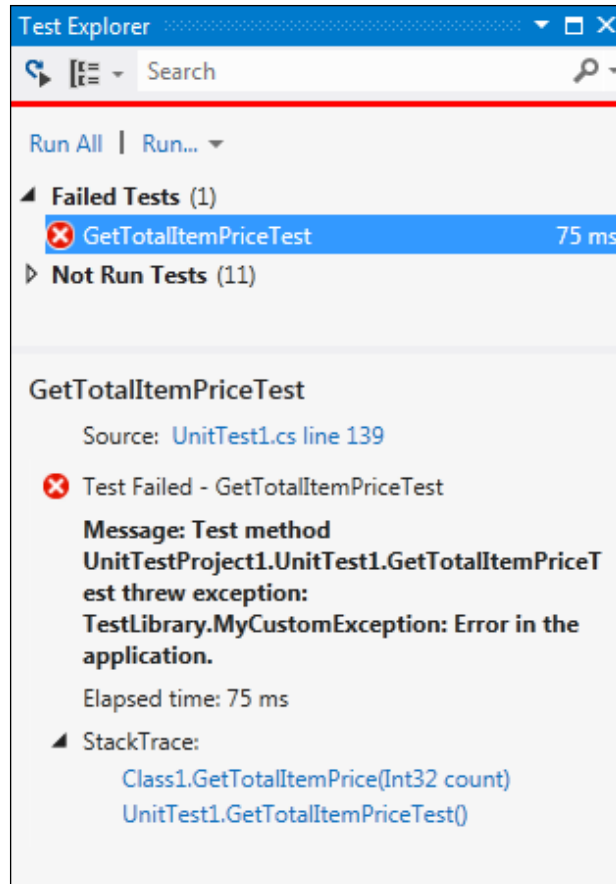 Test Explorer
Search
Run All | Run...
Failed Tests (1)
GetTotalItemPriceTest 75 ms
Not Run Tests (11)
GetTotalItemPriceTest
Source: UnitTest1.cs line 139
Test Failed - GetTotalItemPriceTest
Message: Test method
UnitTestProject1.UnitTest1.GetTotalItemPriceT
est threw exception:
TestLibrary.MyCustomException: Error in the
application.
Elapsed time: 75 ms
StackTrace:
Class1.GetTotalItemPrice(Int32 count)
UnitTest1.GetTotalItemPriceTest()